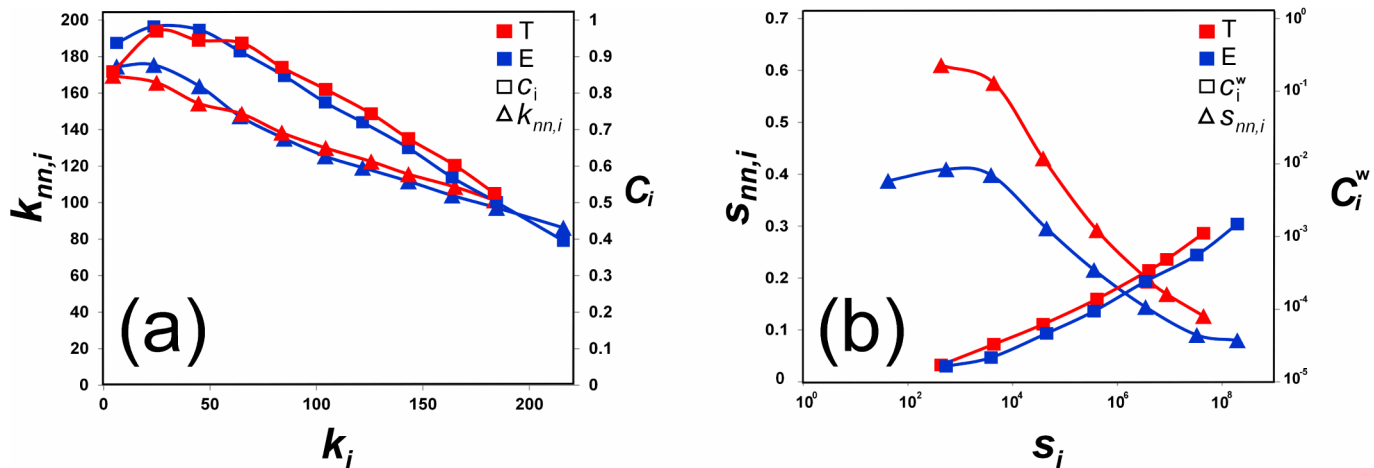 200
180
160
140
120
100
80
60
40
20
0
k_nn,i
1
0.9
0.8
0.7
0.6
0.5
0.4
0.3
0.2
0.1
0
C_i
T
E
c_i
k_nn,i
(a)
0 50 100 150 200
k_i
0.7
0.6
0.5
0.4
0.3
0.2
0.1
0
s_nn,i
10^0
10^-1
10^-2
10^-3
10^-4
10^-5
C_i^w
T
E
c_i^w
s_nn,i
(b)
10^0 10^2 10^4 10^6 10^8
s_i